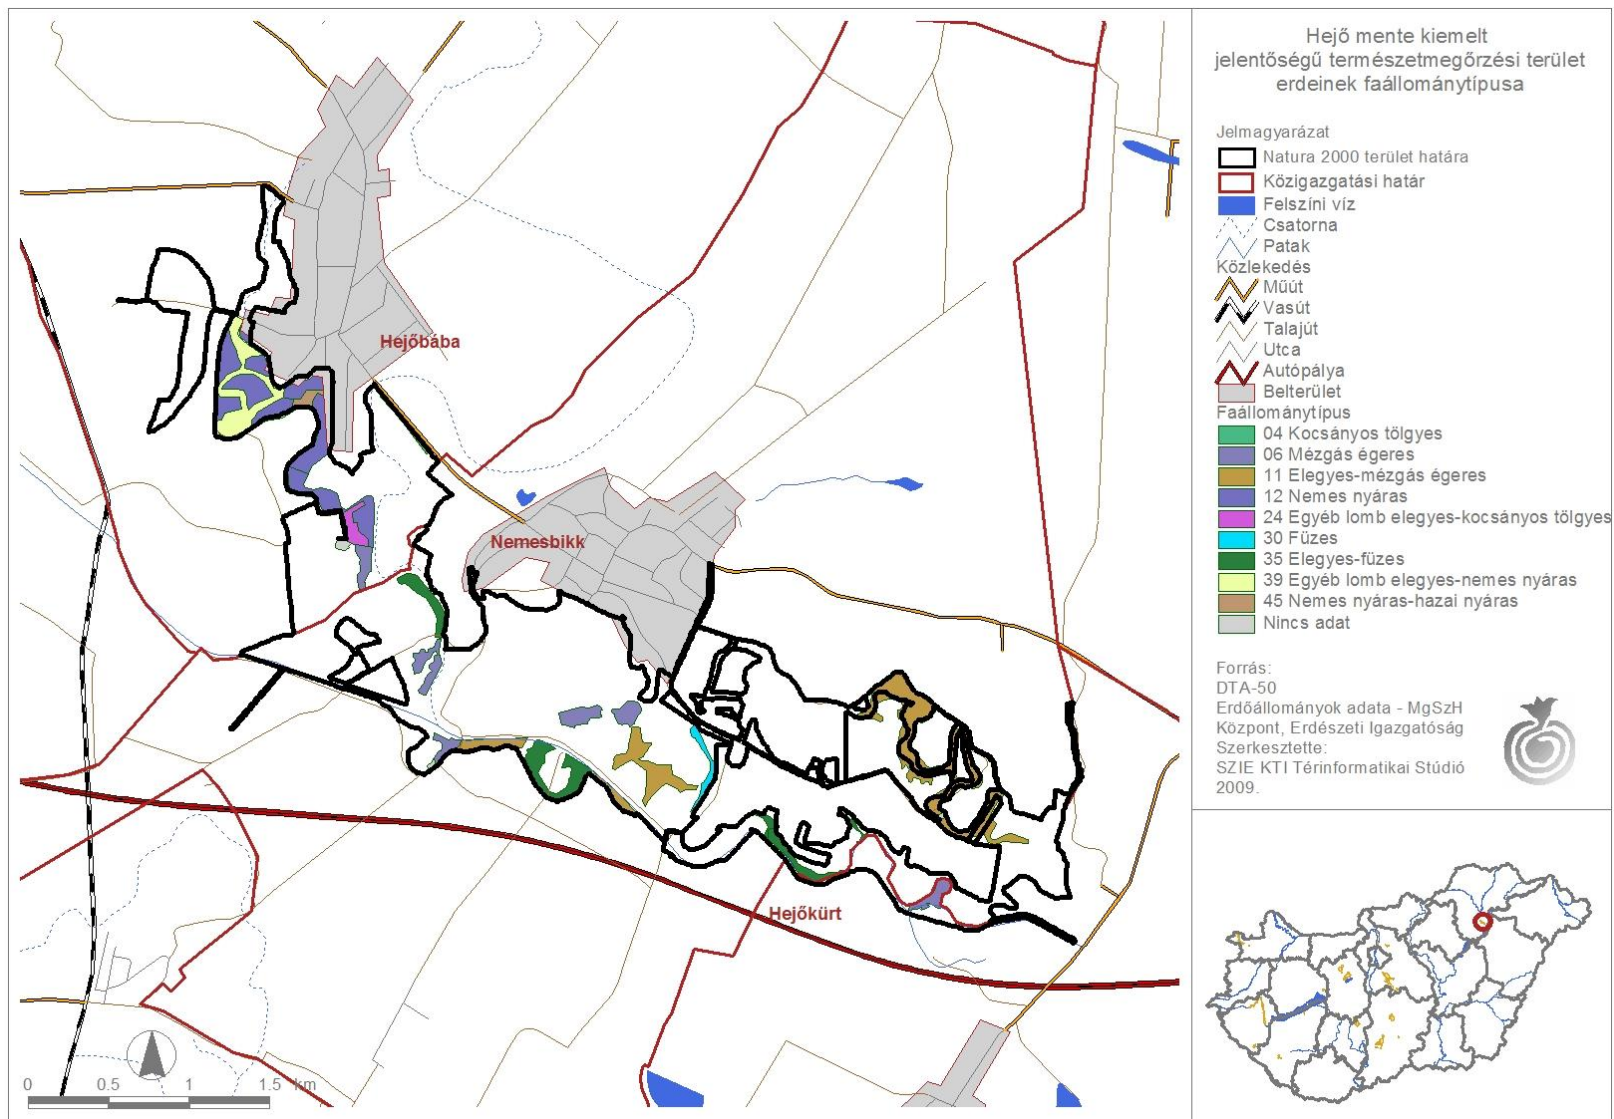 Hejő mente kiemelt
jelentőségű természetmegőrzési terület
erdeinek faállománytípusa
Jelmagyarázat
Natura 2000 terület határa
Közigazgatási határ
Felszíni víz
Csatorna
Patak
Közlekedés
Műút
Vasút
Talajút
Utca
Autópálya
Belterület
Faállománytípus
04 Kocsányos tölgyes
06 Mézgás égeres
11 Elegyes-mézgás égeres
12 Nemes nyáras
24 Egyéb lomb elegyes-kocsányos tölgyes
30 Füzes
35 Elegyes-füzes
39 Egyéb lomb elegyes-nemes nyáras
45 Nemes nyáras-hazai nyáras
Nincs adat
Forrás:
DTA-50
Erdőállományok adata - MgSzH
Központ, Erdészeti Igazgatóság
Szerkesztette:
SZIE KTI Térinformatikai Stúdió
2009.
Hejőbába
Nemesbikk
Hejőkürt
0 0.5 1 1.5 km